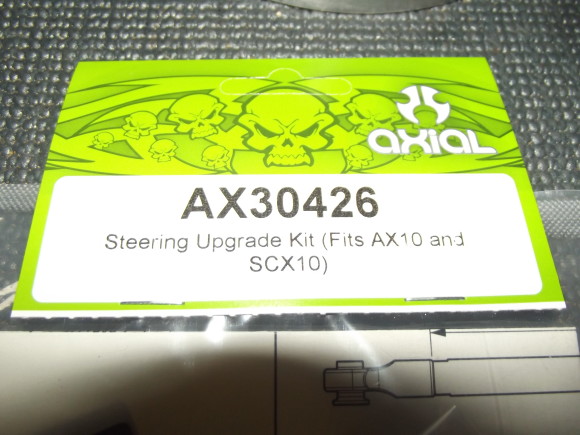 AXIAL
AX30426
Steering Upgrade Kit (Fits AX10 and
SCX10)